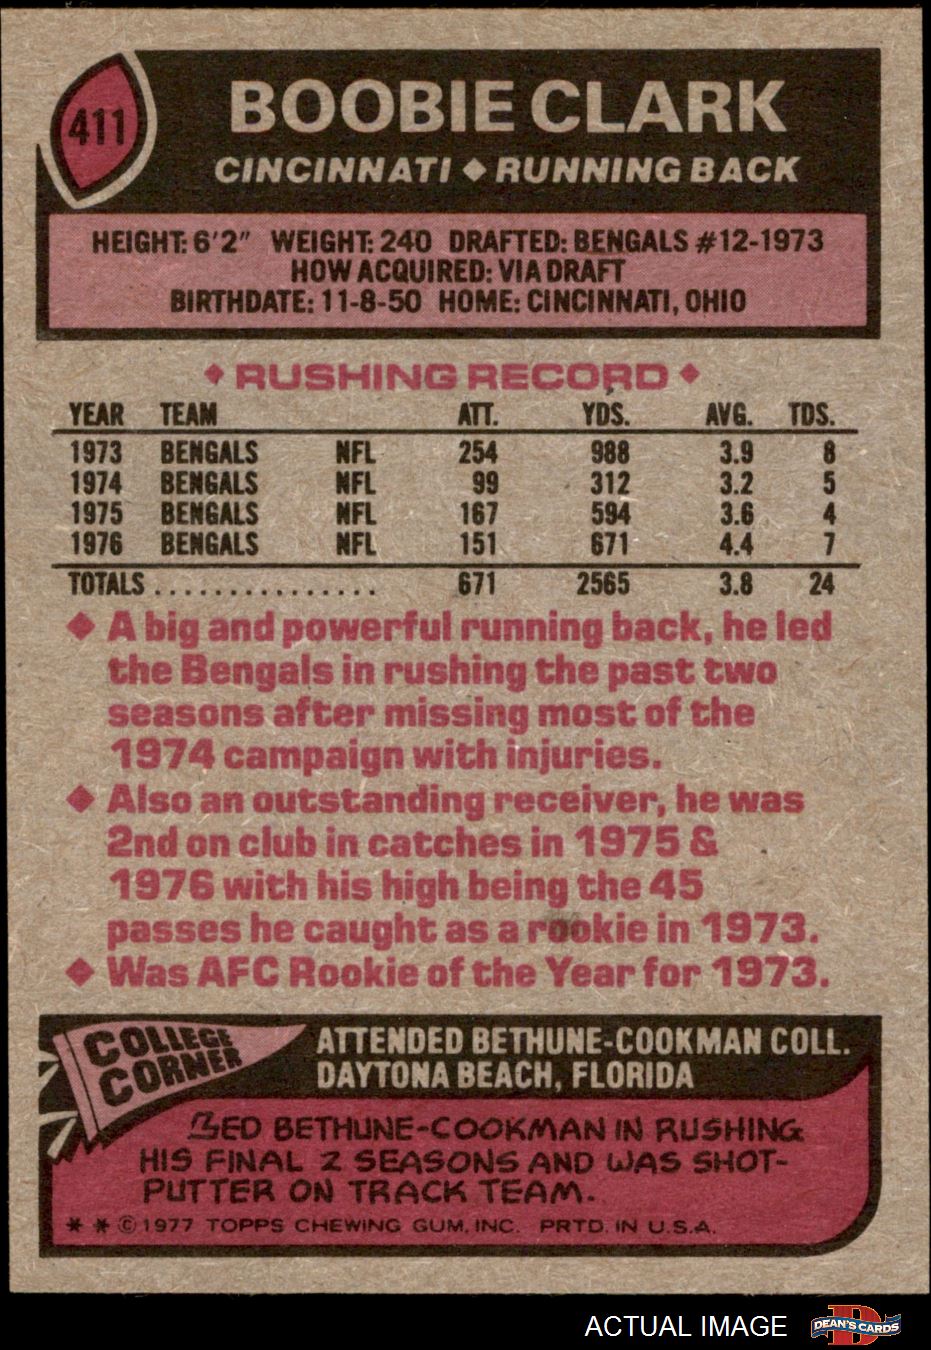 411
BOOBIE CLARK
CINCINNATI ◆ RUNNING BACK
HEIGHT: 6'2" WEIGHT: 240 DRAFTED: BENGALS #12-1973
HOW ACQUIRED: VIA DRAFT
BIRTHDATE: 11-8-50 HOME: CINCINNATI, OHIO
◆ RUSHING RECORD ◆
YEAR TEAM ATT. YDS. AVG. TDS.
1973 BENGALS NFL 254 988 3.9 8
1974 BENGALS NFL 99 312 3.2 5
1975 BENGALS NFL 167 594 3.6 4
1976 BENGALS NFL 151 671 4.4 7
TOTALS ................ 671 2565 3.8 24
◆ A big and powerful running back, he led
the Bengals in rushing the past two
seasons after missing most of the
1974 campaign with injuries.
◆ Also an outstanding receiver, he was
2nd on club in catches in 1975 &
1976 with his high being the 45
passes he caught as a rookie in 1973.
◆ Was AFC Rookie of the Year for 1973.
COLLEGE
CORNER
ATTENDED BETHUNE-COOKMAN COLL.
DAYTONA BEACH, FLORIDA
LED BETHUNE-COOKMAN IN RUSHING
HIS FINAL 2 SEASONS AND WAS SHOT-
PUTTER ON TRACK TEAM.
* * © 1977 TOPPS CHEWING GUM, INC. PRTD. IN U.S.A.
ACTUAL IMAGE
D
DEAN'S CARDS